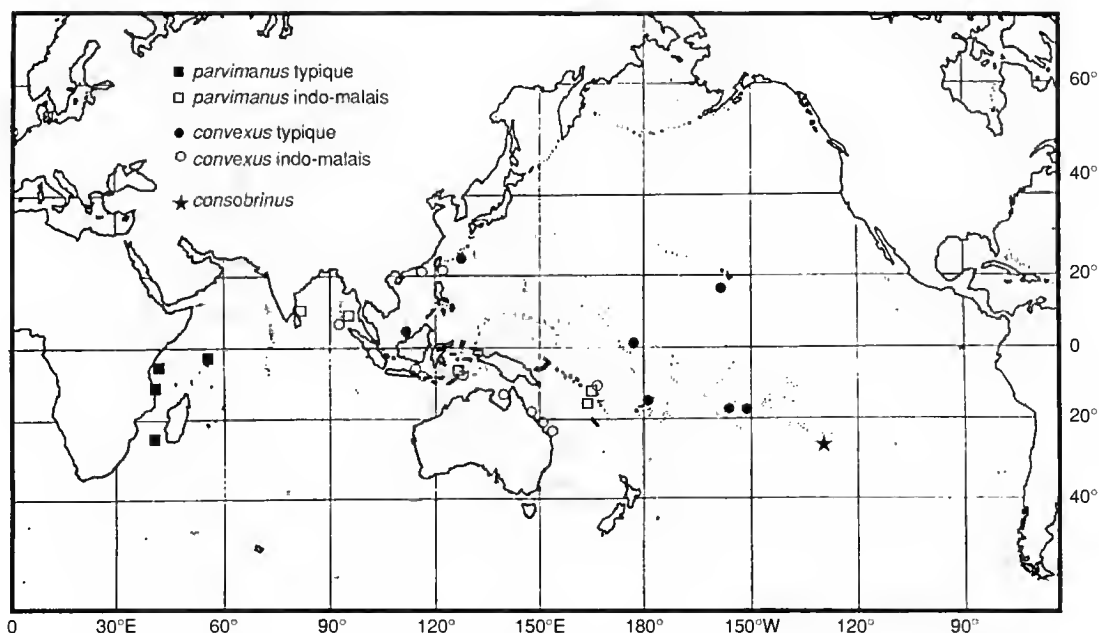 parvimanus typique
parvimanus indo-malais
convexus typique
convexus indo-malais
consobrinus
60°
40°
20°
0
20°
40°
0 30°E 60° 90° 120° 150°E 180° 150°W 120° 90°